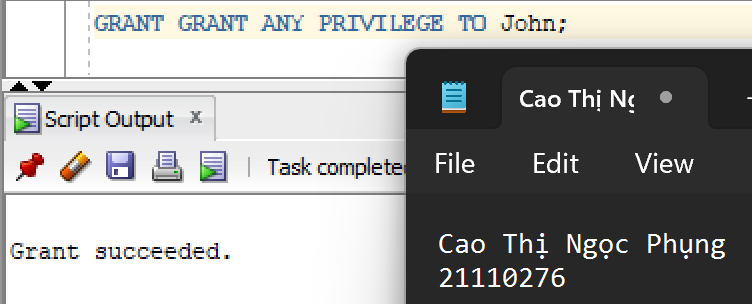 GRANT GRANT ANY PRIVILEGE TO John;
Script Output x
Task completed
Grant succeeded.
Cao Thị Ng
File Edit View
Cao Thị Ngọc Phụng
21110276